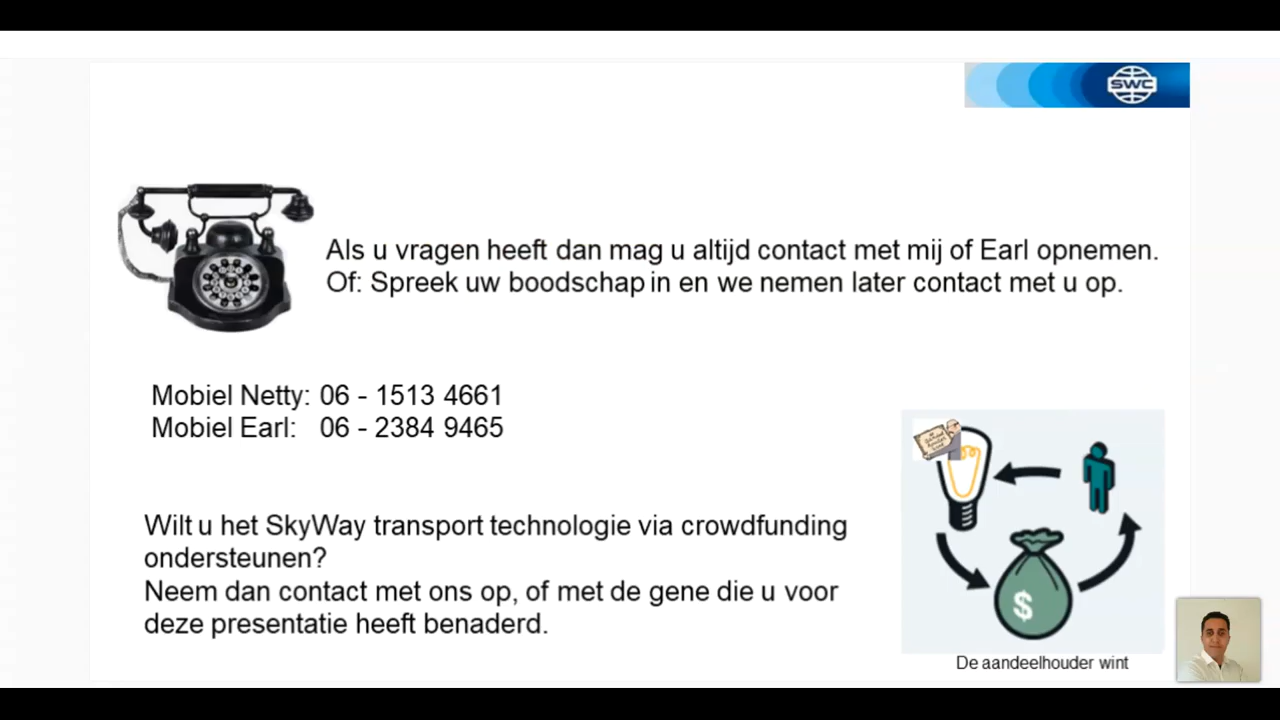 SWC
Als u vragen heeft dan mag u altijd contact met mij of Earl opnemen.
Of: Spreek uw boodschap in en we nemen later contact met u op.
Mobiel Netty: 06 - 1513 4661
Mobiel Earl: 06 - 2384 9465
Wilt u het SkyWay transport technologie via crowdfunding
ondersteunen?
Neem dan contact met ons op, of met de gene die u voor
deze presentatie heeft benaderd.
$
De aandeelhouder wint